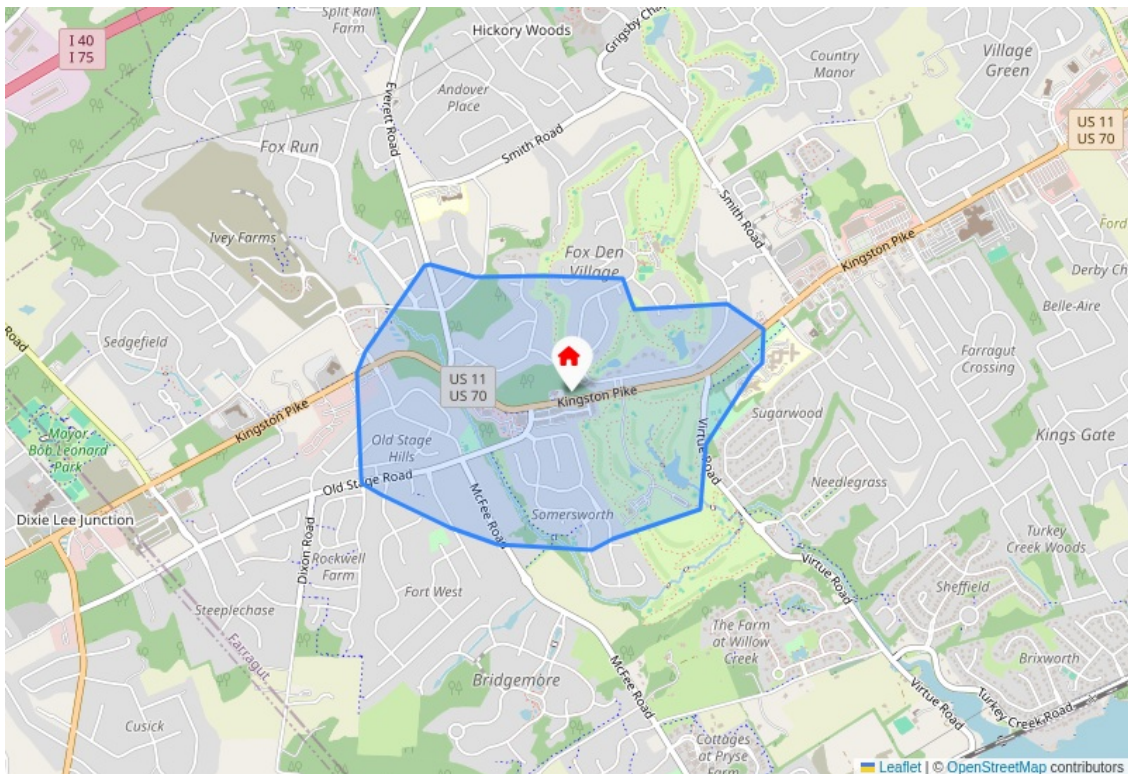 Split Rail
Farm
Hickory Woods
Grigsby Cha
I 40
I 75
Country
Manor
Village
Green
Andover
Place
Everett Road
US 11
US 70
Smith Road
Fox Run
Smith Road
Ford
Ivey Farms
Fox Den
Village
Kingston Pike
Derby Ch
Belle-Aire
Road
Sedgefield
Farragut
Crossing
US 11
US 70
Kingston Pike
Kingston Pike
Sugarwood
Mayor
Bob Leonard
Park
Old Stage
Hills
Virtue Road
Kings Gate
Old Stage Road
McFee Road
Needlegrass
Dixie Lee Junction
Dixon Road
Somersworth
Turkey
Creek Woods
Rockwell
Farm
Virtue Road
Steeplechase
Fort West
Sheffield
Farragut
The Farm
at Willow
Creek
McFee Road
Brixworth
Bridgemore
Virtue Road
Turkey Creek Road
Cusick
Cottages
at Pryse
Farm
Leaflet | © OpenStreetMap contributors